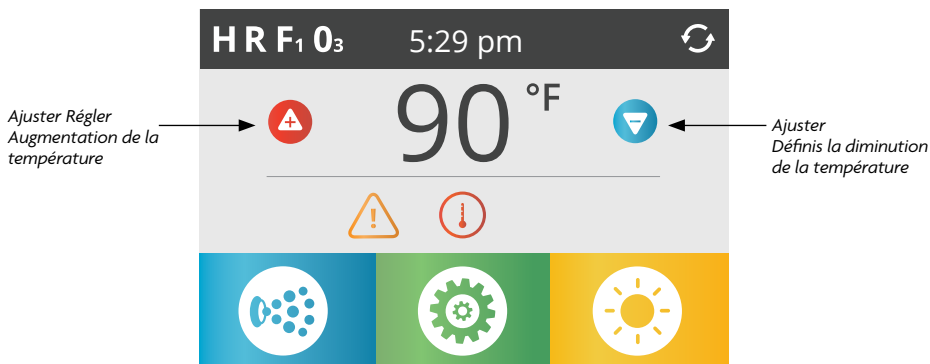 H R F1 03 5:29 pm
90 °F
Ajuster Régler
Augmentation de la
température
Ajuster
Définis la diminution
de la température